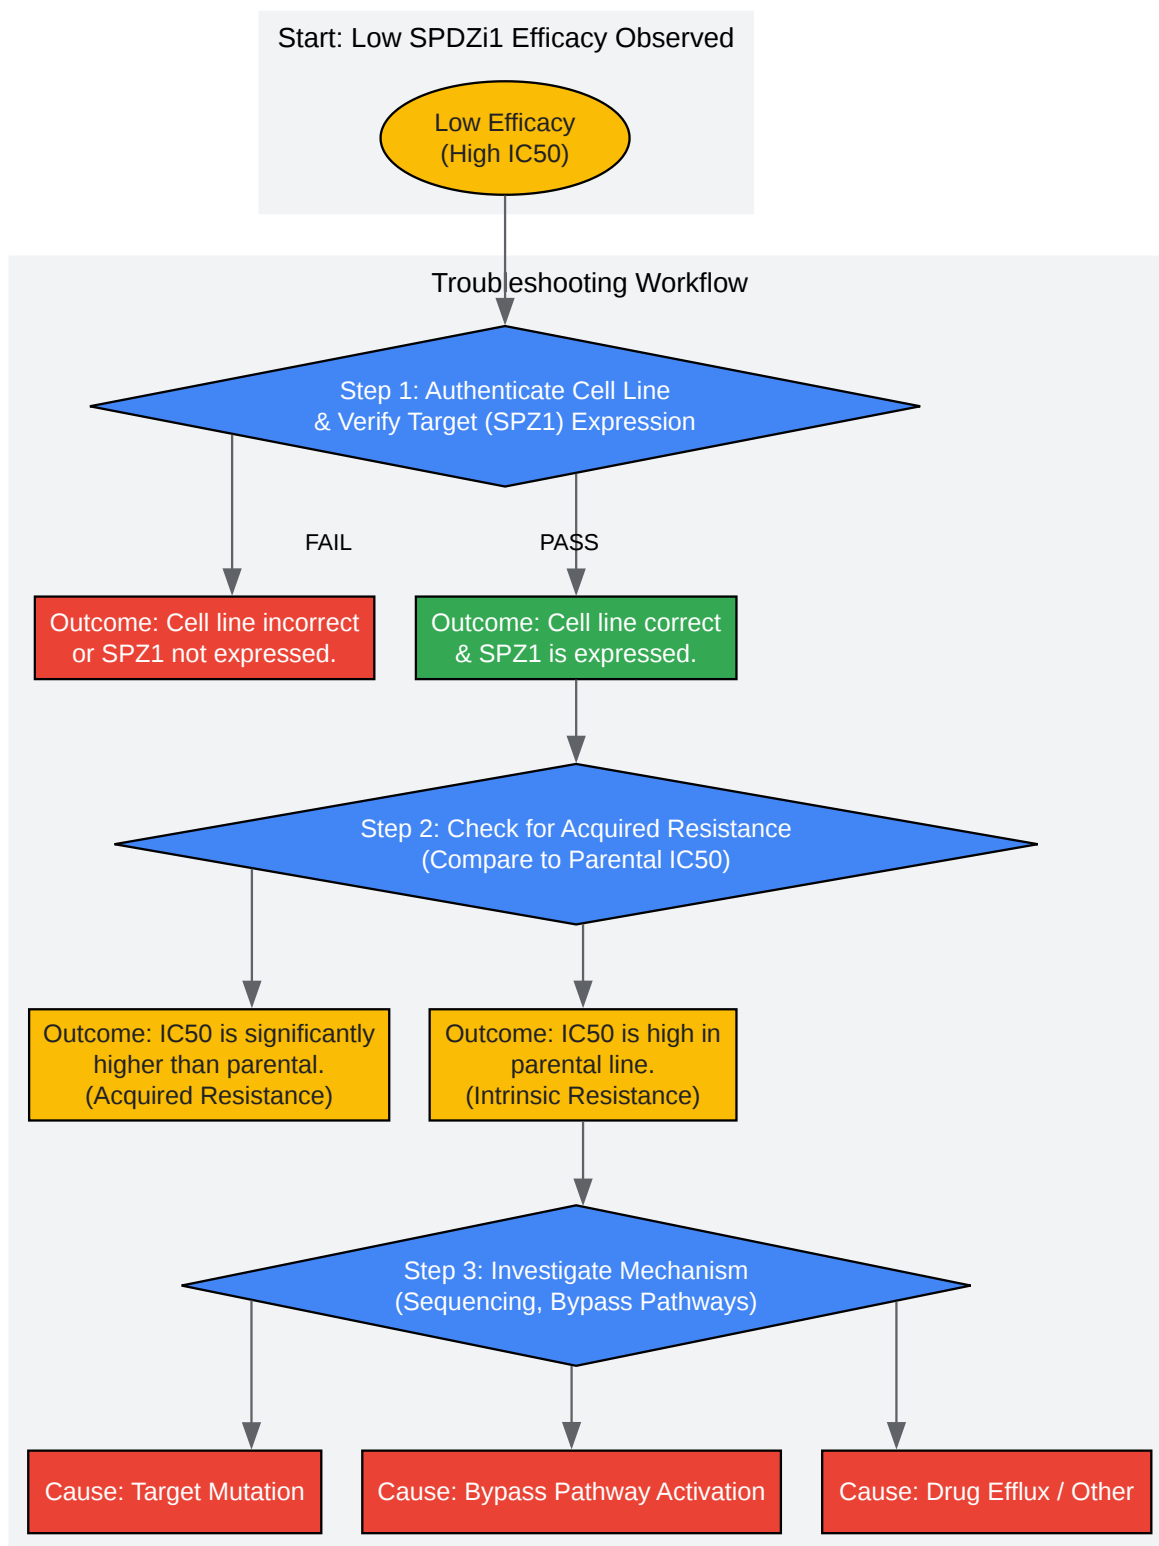 Start: Low SPDZi1 Efficacy Observed
Low Efficacy
(High IC50)
Troubleshooting Workflow
Step 1: Authenticate Cell Line
& Verify Target (SPZ1) Expression
FAIL
PASS
Outcome: Cell line incorrect
or SPZ1 not expressed.
Outcome: Cell line correct
& SPZ1 is expressed.
Step 2: Check for Acquired Resistance
(Compare to Parental IC50)
Outcome: IC50 is significantly
higher than parental.
(Acquired Resistance)
Outcome: IC50 is high in
parental line.
(Intrinsic Resistance)
Step 3: Investigate Mechanism
(Sequencing, Bypass Pathways)
Cause: Target Mutation
Cause: Bypass Pathway Activation
Cause: Drug Efflux / Other